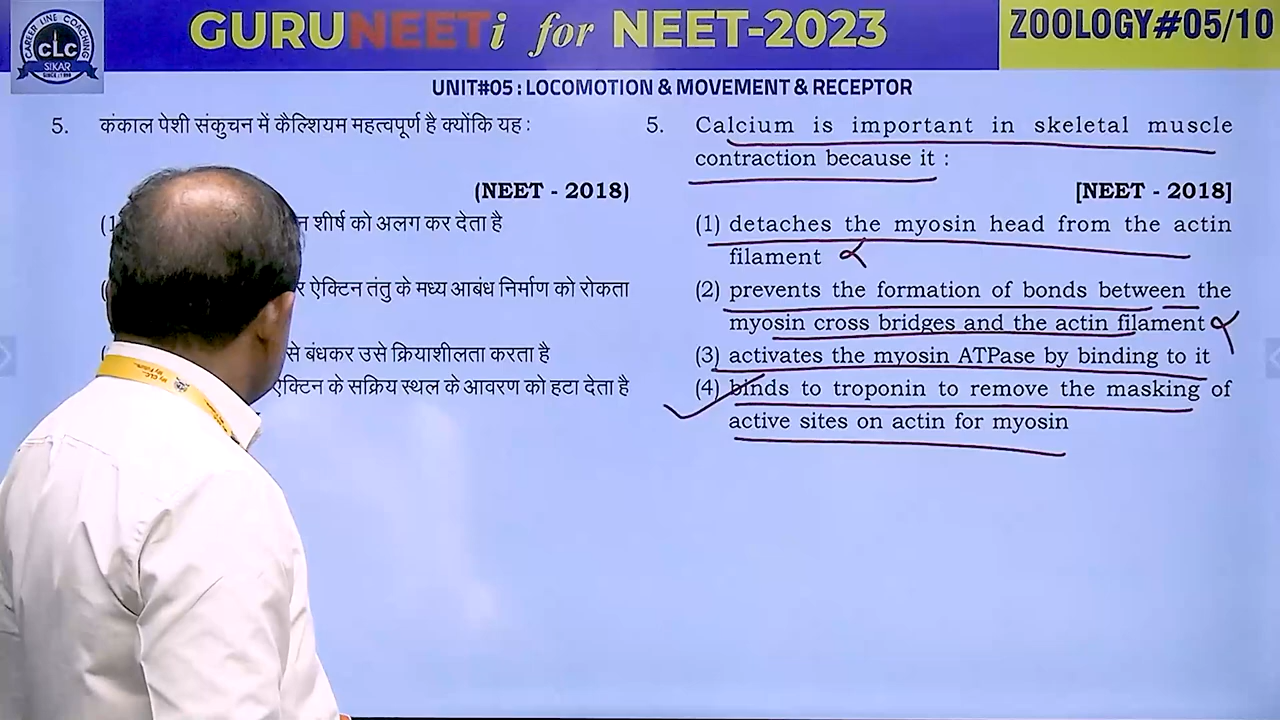 GURUNEETi for NEET-2023
ZOOLOGY#05/10
CAREER LINE COACHING
CLC
SIKAR
SINCE : 1996
UNIT#05 : LOCOMOTION & MOVEMENT & RECEPTOR
5. कंकाल पेशी संकुचन में कैल्शियम महत्वपूर्ण है क्योंकि यह :
(NEET - 2018)
शीर्ष को अलग कर देता है
ऐक्टिन तंतु के मध्य आबंध निर्माण को रोकता
से बंधकर उसे क्रियाशीलता करता है
ऐक्टिन के सक्रिय स्थल के आवरण को हटा देता है
5. Calcium is important in skeletal muscle
contraction because it :
[NEET - 2018]
(1) detaches the myosin head from the actin
filament
(2) prevents the formation of bonds between the
myosin cross bridges and the actin filament
(3) activates the myosin ATPase by binding to it
(4) binds to troponin to remove the masking of
active sites on actin for myosin